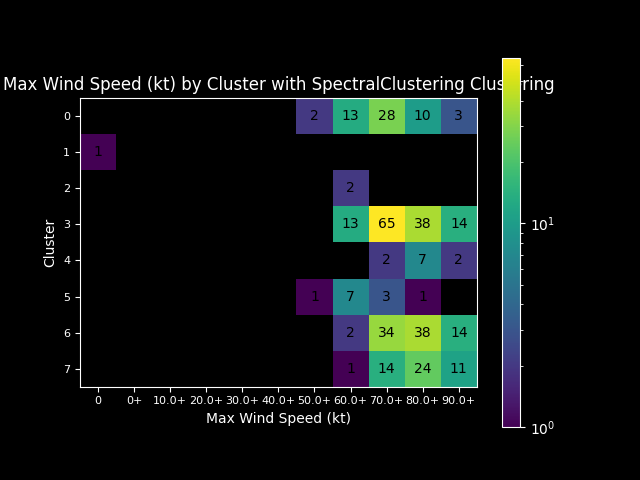 Max Wind Speed (kt) by Cluster with SpectralClustering Clustering
Cluster
0 2 13 28 10 3
1 1
2 2
3 13 65 38 14
4 2 7 2
5 1 7 3 1
6 2 34 38 14
7 1 14 24 11
0 0+ 10.0+ 20.0+ 30.0+ 40.0+ 50.0+ 60.0+ 70.0+ 80.0+ 90.0+
Max Wind Speed (kt)
10¹
10⁰